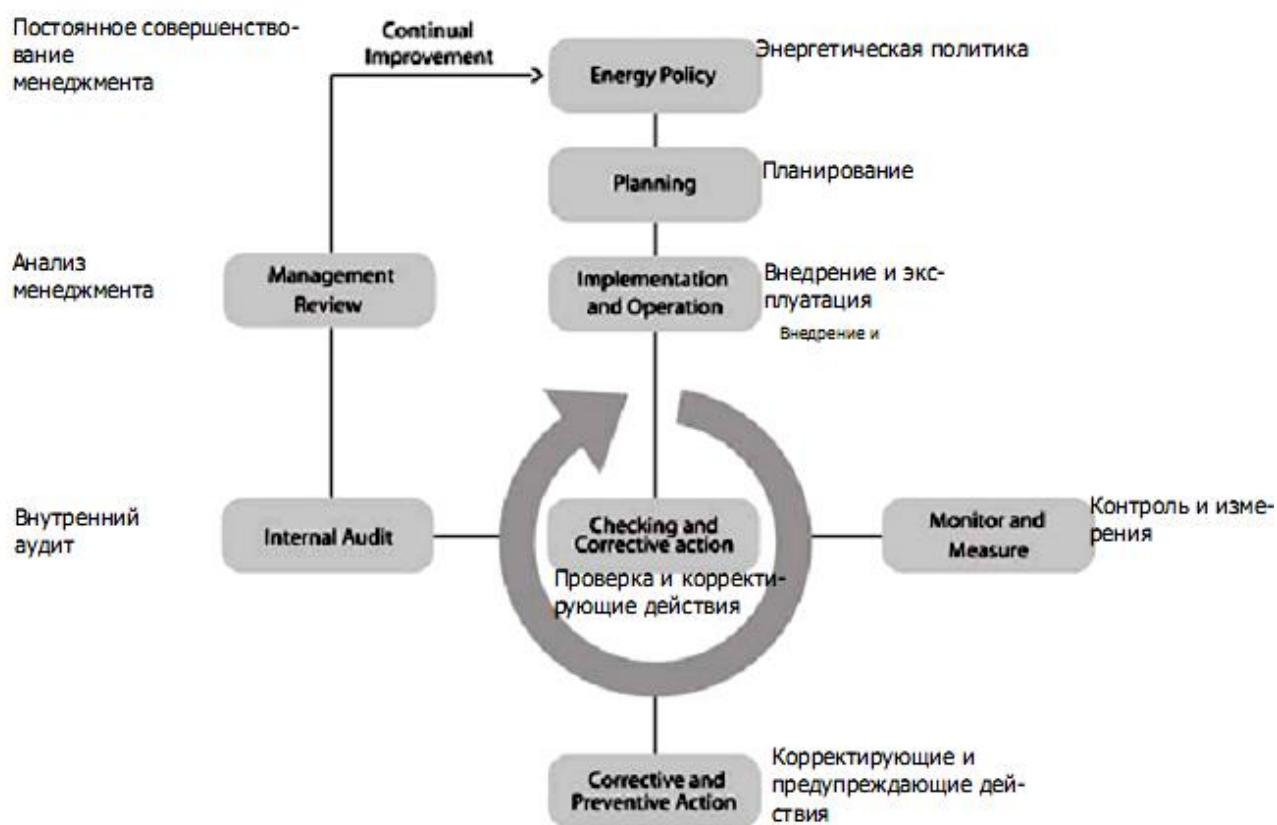 Постоянное совершенство-
вание
менеджмента
Continual
Improvement
Energy Policy
Энергетическая политика
Planning
Планирование
Анализ
менеджмента
Management
Review
Implementation
and Operation
Внедрение и экс-
плуатация
Внедрение и
Внутренний
аудит
Internal Audit
Checking and
Corrective action
Проверка и корректи-
рующие действия
Monitor and
Measure
Контроль и изме-
рения
Corrective and
Preventive Action
Корректирующие и
предупреждающие дей-
ствия